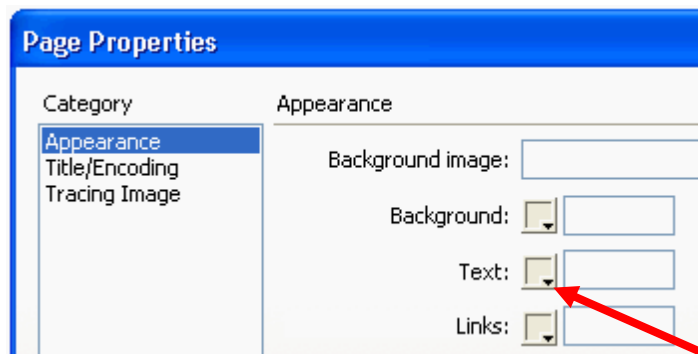 Page Properties
Category
Appearance
Title/Encoding
Tracing Image
Appearance
Background image:
Background:
Text:
Links: